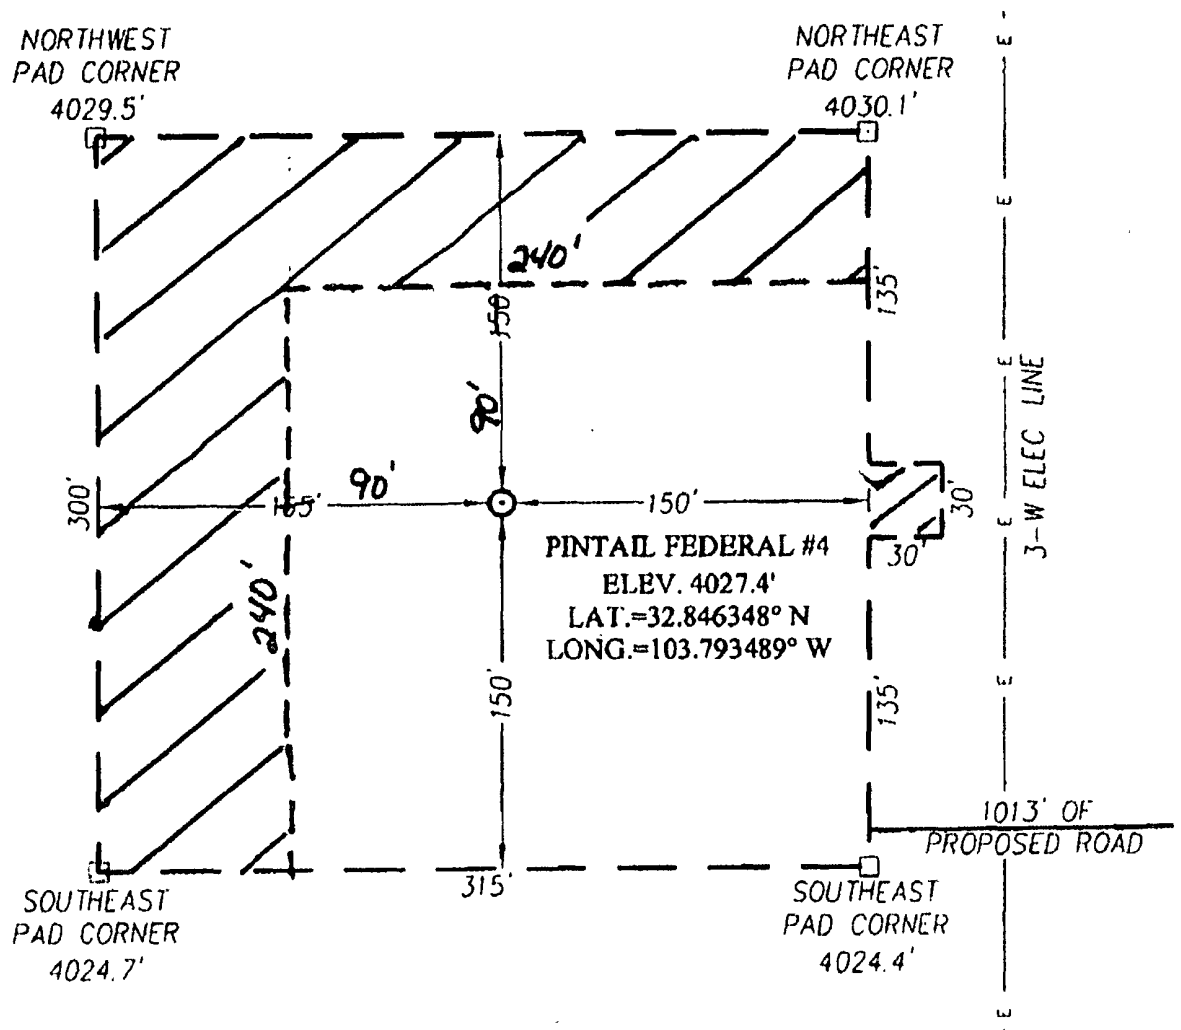 NORTHWEST
PAD CORNER
4029.5'
NORTHEAST
PAD CORNER
4030.1'
E
E
240'
135'
150'
E
3-W ELEC LINE
90'
90'
300'
165'
150'
30'
E
PINTAIL FEDERAL #4
30'
ELEV. 4027.4'
LAT.=32.846348° N
LONG.=103.793489° W
240'
150'
135'
E
1013' OF
PROPOSED ROAD
315'
SOUTHEAST
PAD CORNER
4024.7'
SOUTHEAST
PAD CORNER
4024.4'
E